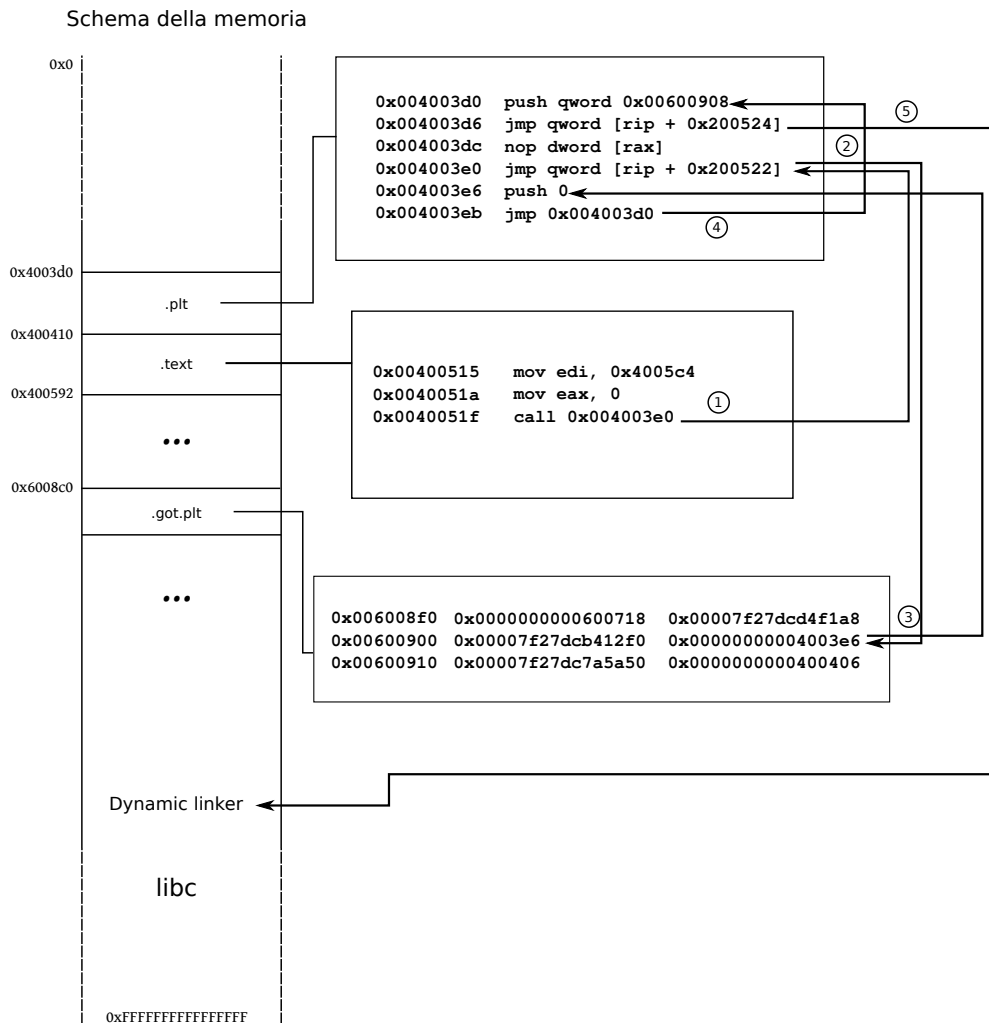 Schema della memoria
0x0
0x004003d0 push qword 0x00600908
0x004003d6 jmp qword [rip + 0x200524]
0x004003dc nop dword [rax]
0x004003e0 jmp qword [rip + 0x200522]
0x004003e6 push 0
0x004003eb jmp 0x004003d0
5
2
4
0x4003d0
.plt
0x400410
.text
0x400592
0x00400515 mov edi, 0x4005c4
0x0040051a mov eax, 0
0x0040051f call 0x004003e0
1
...
0x6008c0
.got.plt
...
0x006008f0 0x0000000000600718 0x00007f27dcd4f1a8
0x00600900 0x00007f27dcb412f0 0x00000000004003e6
0x00600910 0x00007f27dc7a5a50 0x0000000000400406
3
Dynamic linker
libc
0xFFFFFFFFFFFFFFFF